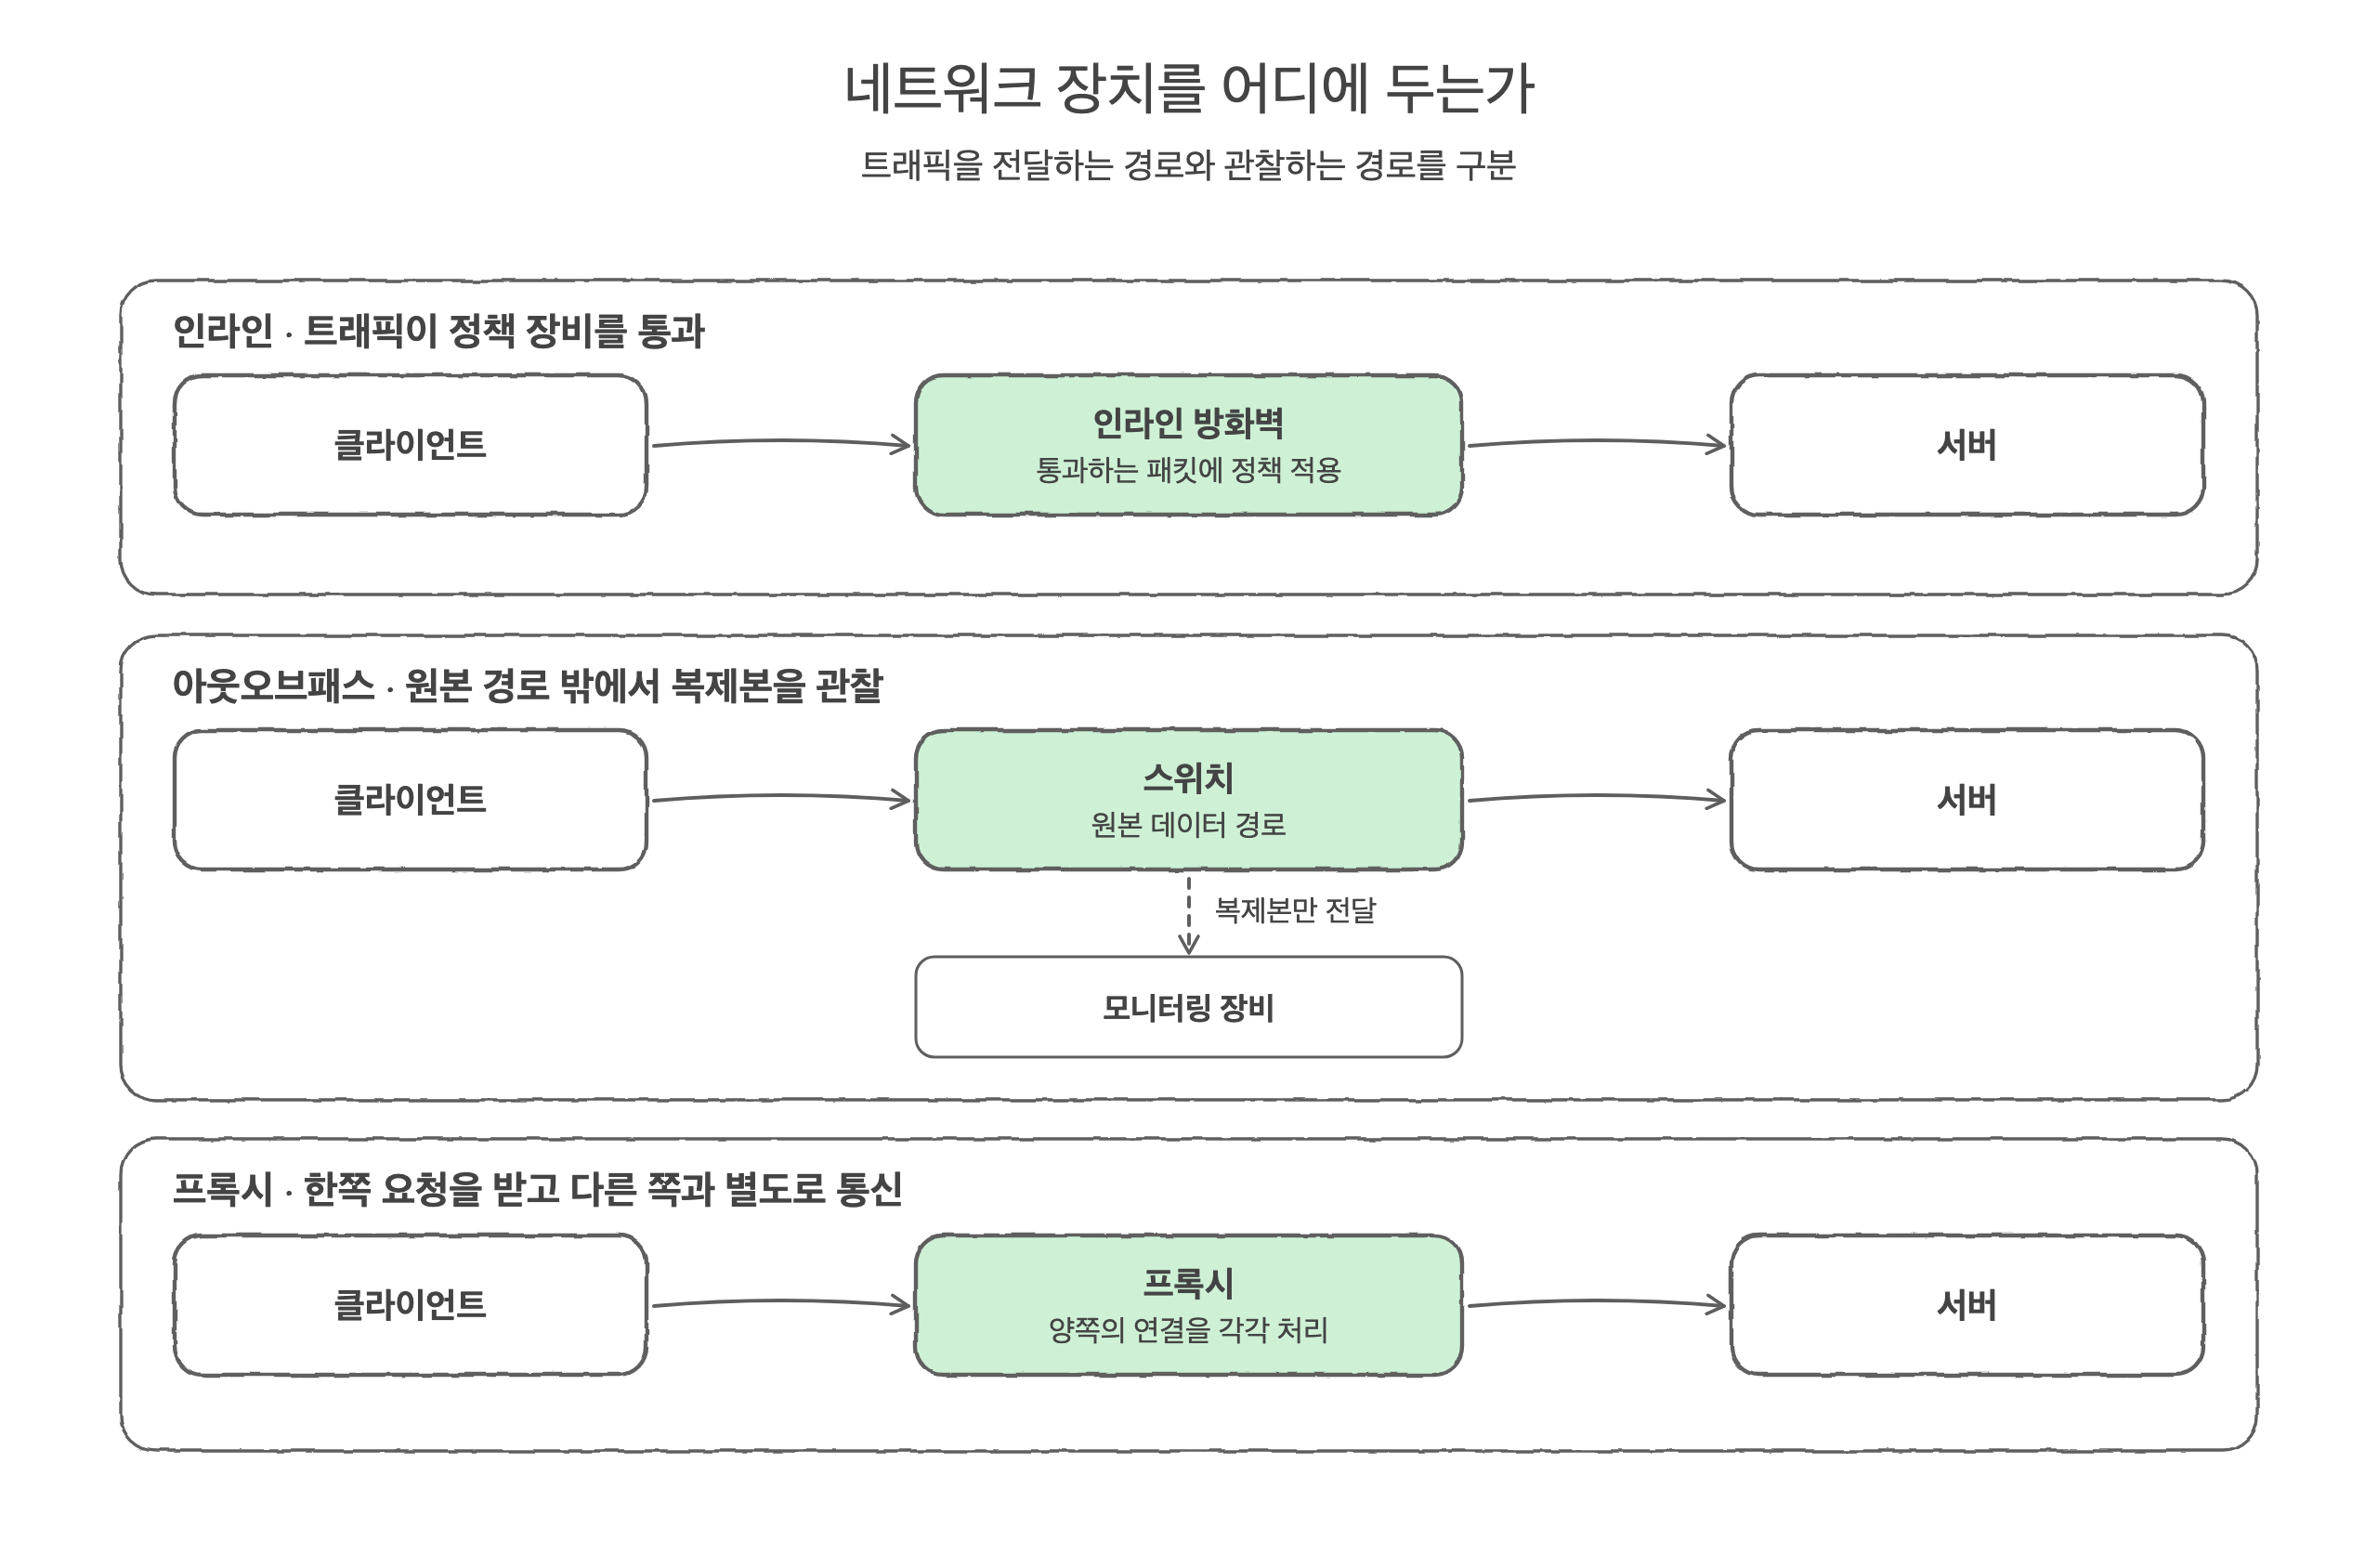 네트워크 장치를 어디에 두는가
트래픽을 전달하는 경로와 관찰하는 경로를 구분
인라인 · 트래픽이 정책 장비를 통과
클라이언트
인라인 방화벽
통과하는 패킷에 정책 적용
서버
아웃오브패스 · 원본 경로 밖에서 복제본을 관찰
클라이언트
스위치
원본 데이터 경로
서버
복제본만 전달
모니터링 장비
프록시 · 한쪽 요청을 받고 다른 쪽과 별도로 통신
클라이언트
프록시
양쪽의 연결을 각각 처리
서버